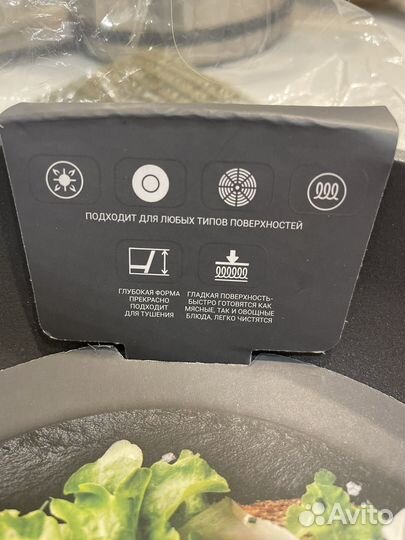 ПОДХОДИТ ДЛЯ ЛЮБЫХ ТИПОВ ПОВЕРХНОСТЕЙ
ГЛУБОКАЯ ФОРМА
ПРЕКРАСНО
ПОДХОДИТ
ДЛЯ ТУШЕНИЯ
ГЛАДКАЯ ПОВЕРХНОСТЬ-
БЫСТРО ГОТОВЯТСЯ КАК
МЯСНЫЕ, ТАК И ОВОЩНЫЕ
БЛЮДА, ЛЕГКО ЧИСТЯТСЯ
Avito